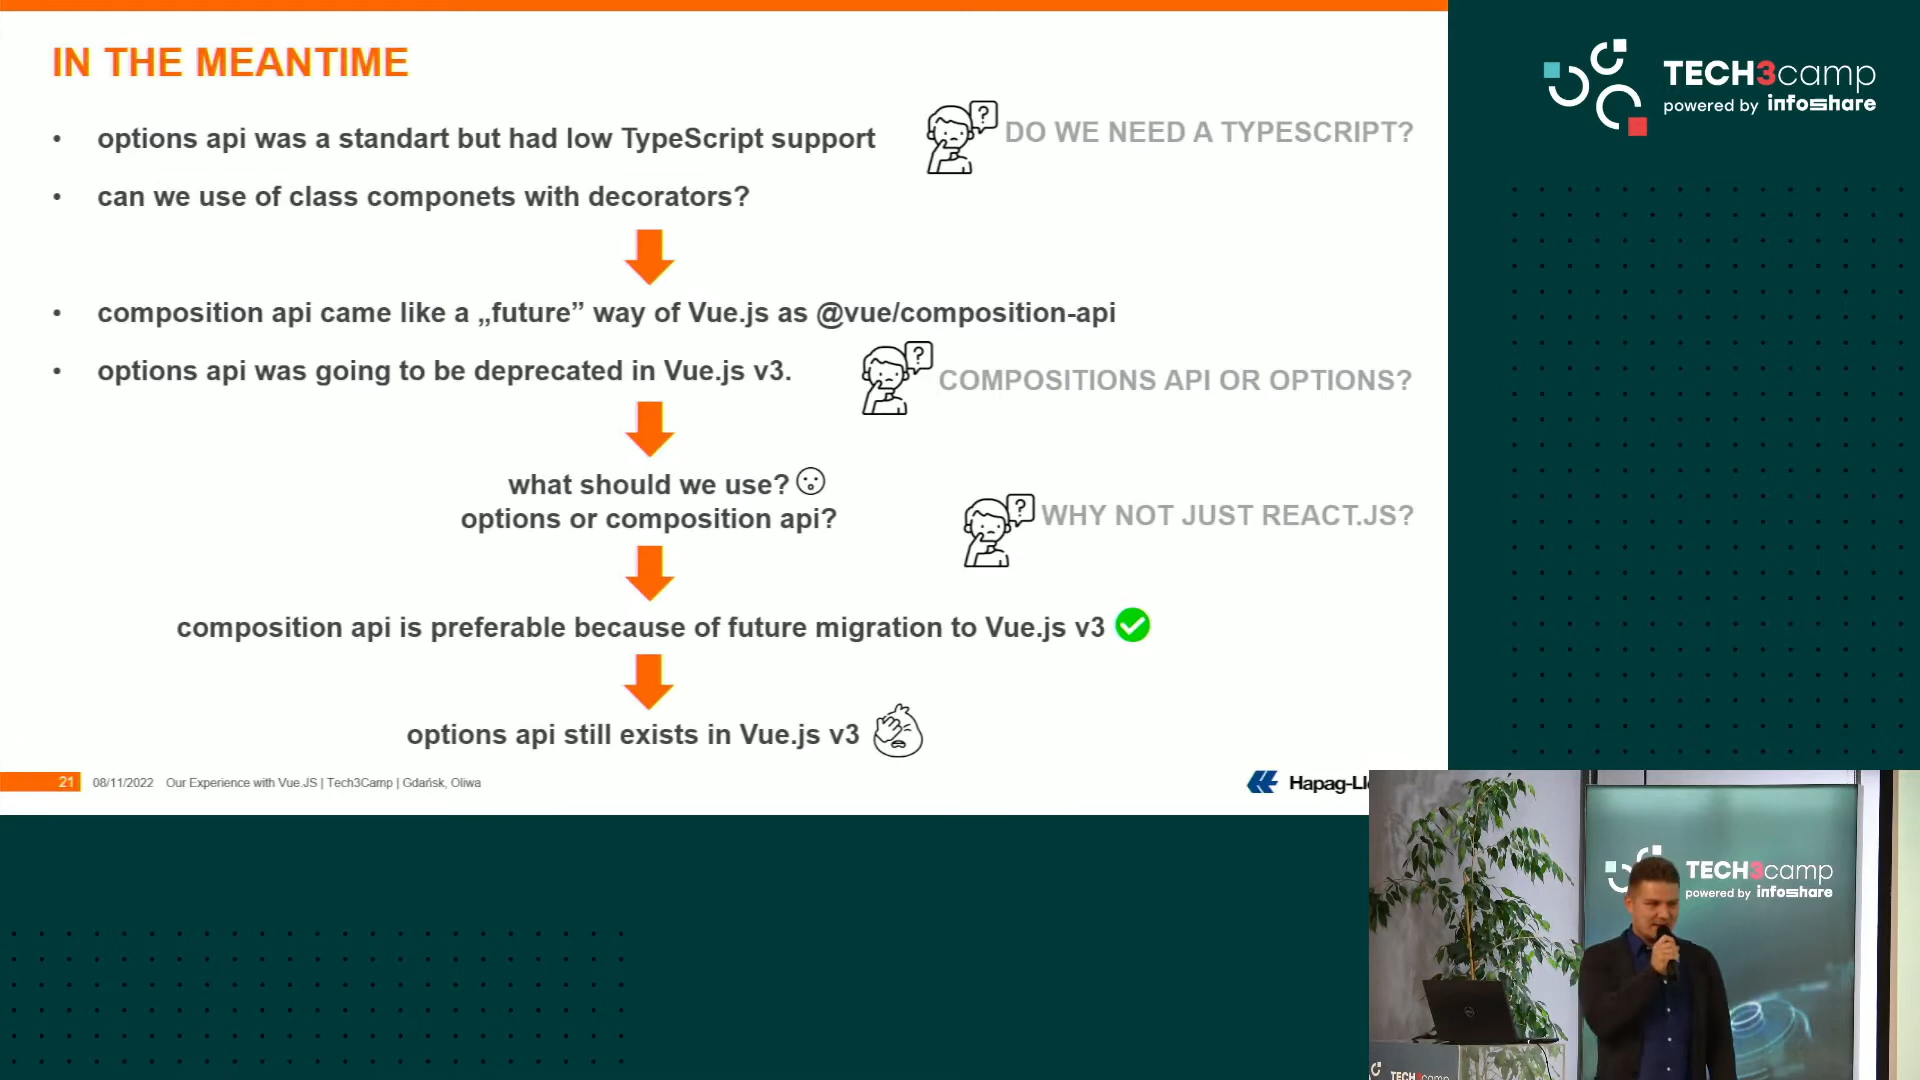 IN THE MEANTIME
• options api was a standart but had low TypeScript support
DO WE NEED A TYPESCRIPT?
• can we use of class componets with decorators?
• composition api came like a „future” way of Vue.js as @vue/composition-api
• options api was going to be deprecated in Vue.js v3.
COMPOSITIONS API OR OPTIONS?
what should we use?
options or composition api?
WHY NOT JUST REACT.JS?
composition api is preferable because of future migration to Vue.js v3
options api still exists in Vue.js v3
21 08/11/2022 Our Experience with Vue.JS | Tech3Camp | Gdańsk, Oliwa
TECH3camp
powered by infoshare
TECH3camp
powered by infoshare
TECH3camp